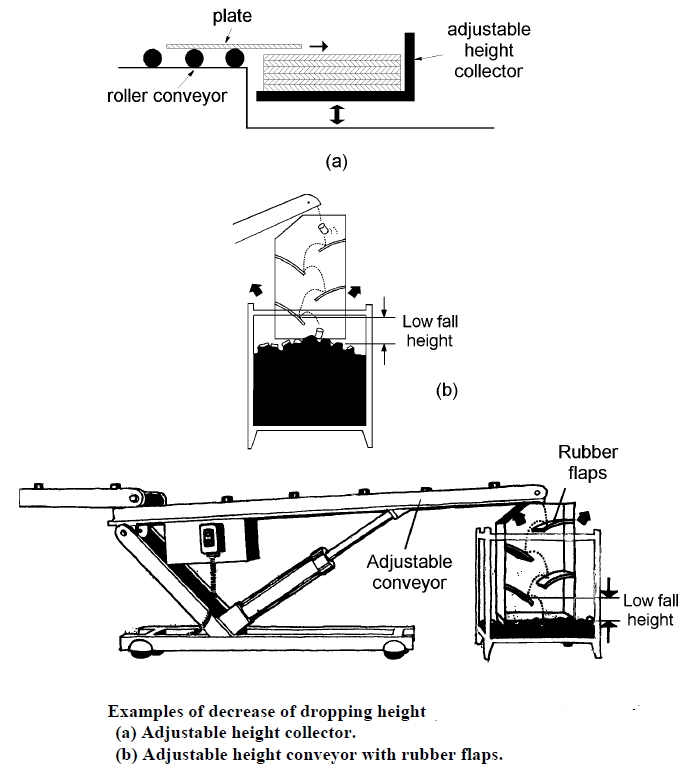 plate
adjustable
height
collector
roller conveyor
(a)
Low fall
height
(b)
Rubber
flaps
Adjustable
conveyor
Low fall
height
Examples of decrease of dropping height
(a) Adjustable height collector.
(b) Adjustable height conveyor with rubber flaps.